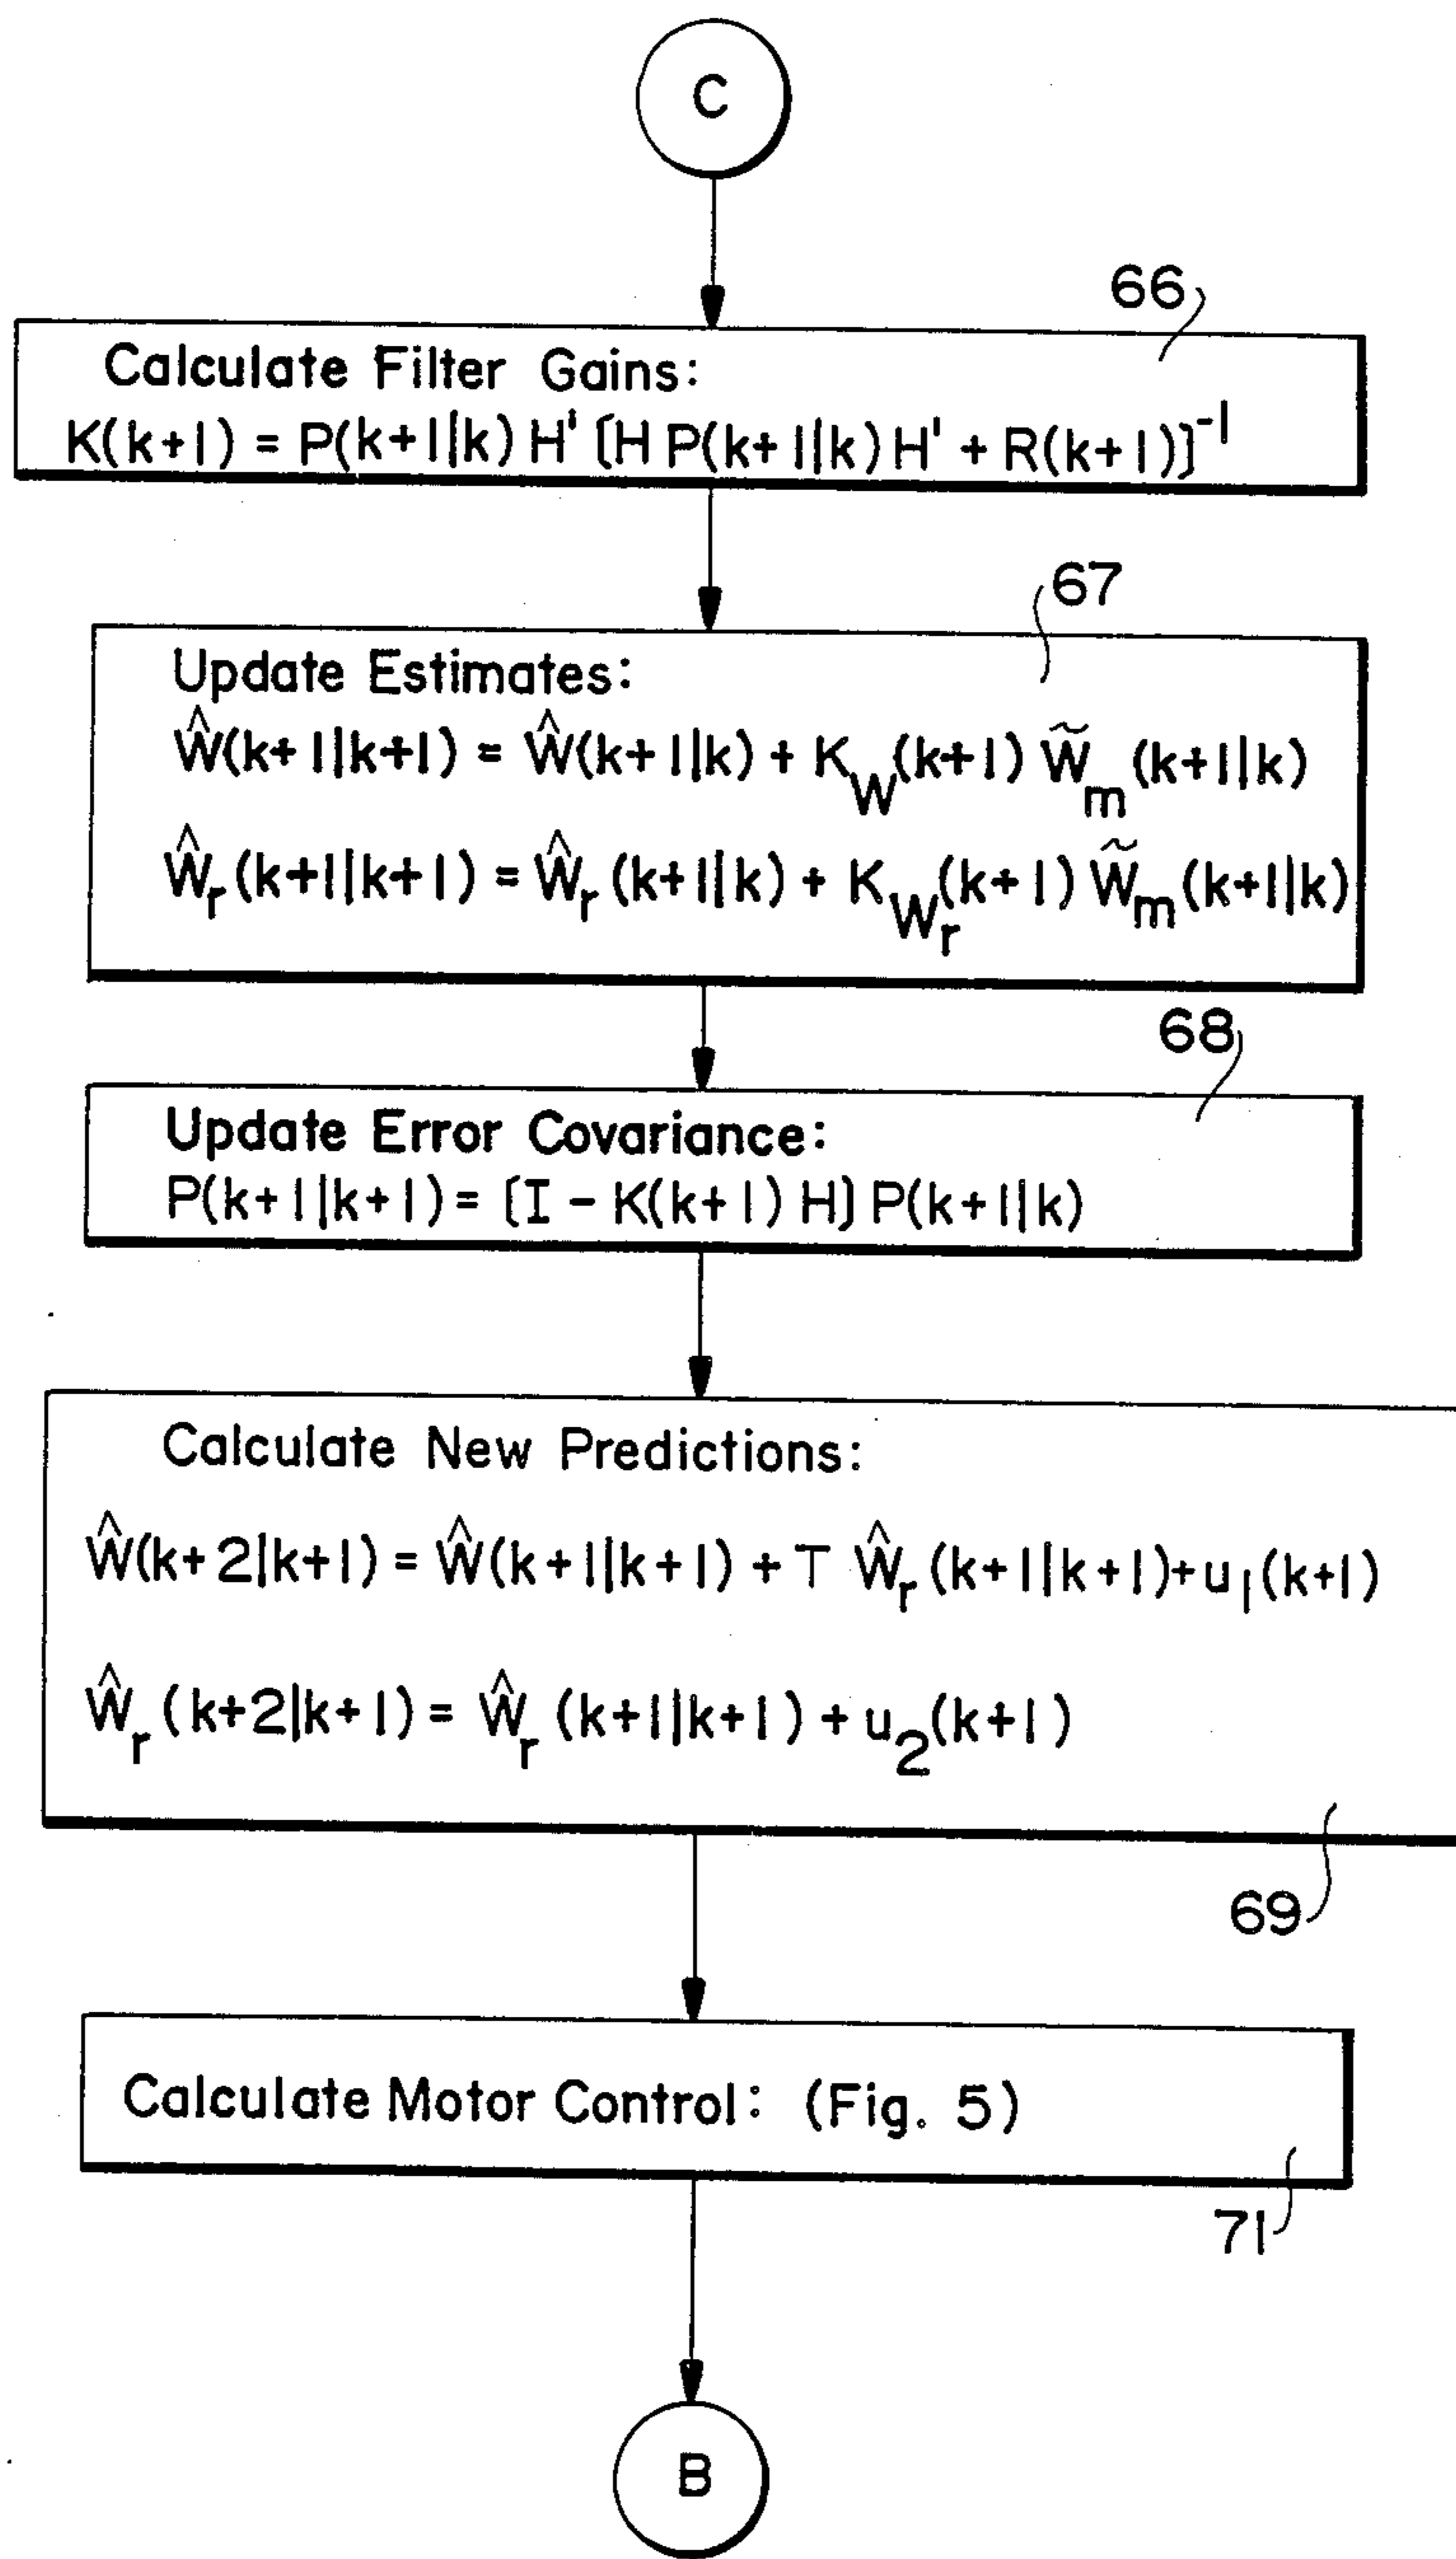 C
66
Calculate Filter Gains:
K(k+1) = P(k+1|k) H' [H P(k+1|k) H' + R(k+1)]⁻¹
67
Update Estimates:
Ŵ(k+1|k+1) = Ŵ(k+1|k) + K_W(k+1) W̃_m(k+1|k)
Ŵ_r(k+1|k+1) = Ŵ_r(k+1|k) + K_W_r(k+1) W̃_m(k+1|k)
68
Update Error Covariance:
P(k+1|k+1) = [I - K(k+1) H] P(k+1|k)
Calculate New Predictions:
Ŵ(k+2|k+1) = Ŵ(k+1|k+1) + T Ŵ_r(k+1|k+1) + u_1(k+1)
Ŵ_r(k+2|k+1) = Ŵ_r(k+1|k+1) + u_2(k+1)
69
Calculate Motor Control: (Fig. 5)
71
B